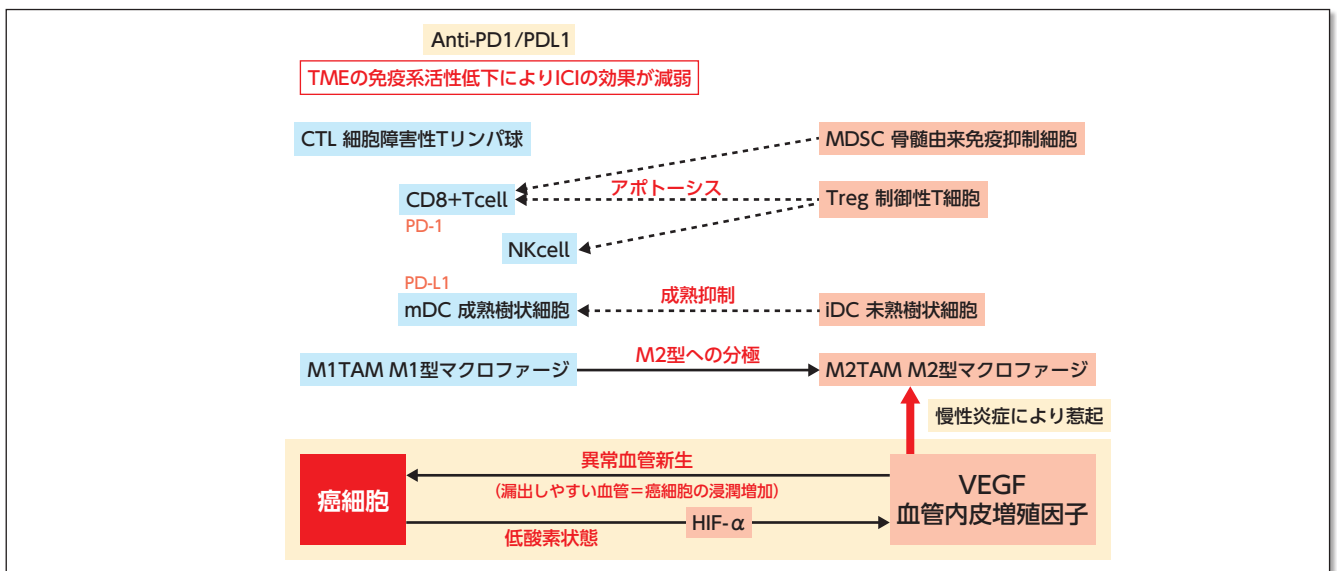 Anti-PD1/PDL1
TMEの免疫系活性低下によりICIの効果が減弱
CTL 細胞障害性Tリンパ球
MDSC 骨髄由来免疫抑制細胞
アポトーシス
CD8+Tcell
Treg 制御性T細胞
PD-1
NKcell
PD-L1
成熟抑制
mDC 成熟樹状細胞
iDC 未熟樹状細胞
M2型への分極
M1TAM M1型マクロファージ
M2TAM M2型マクロファージ
慢性炎症により惹起
異常血管新生
(漏出しやすい血管=癌細胞の浸潤増加)
癌細胞
VEGF
血管内皮増殖因子
HIF-α
低酸素状態